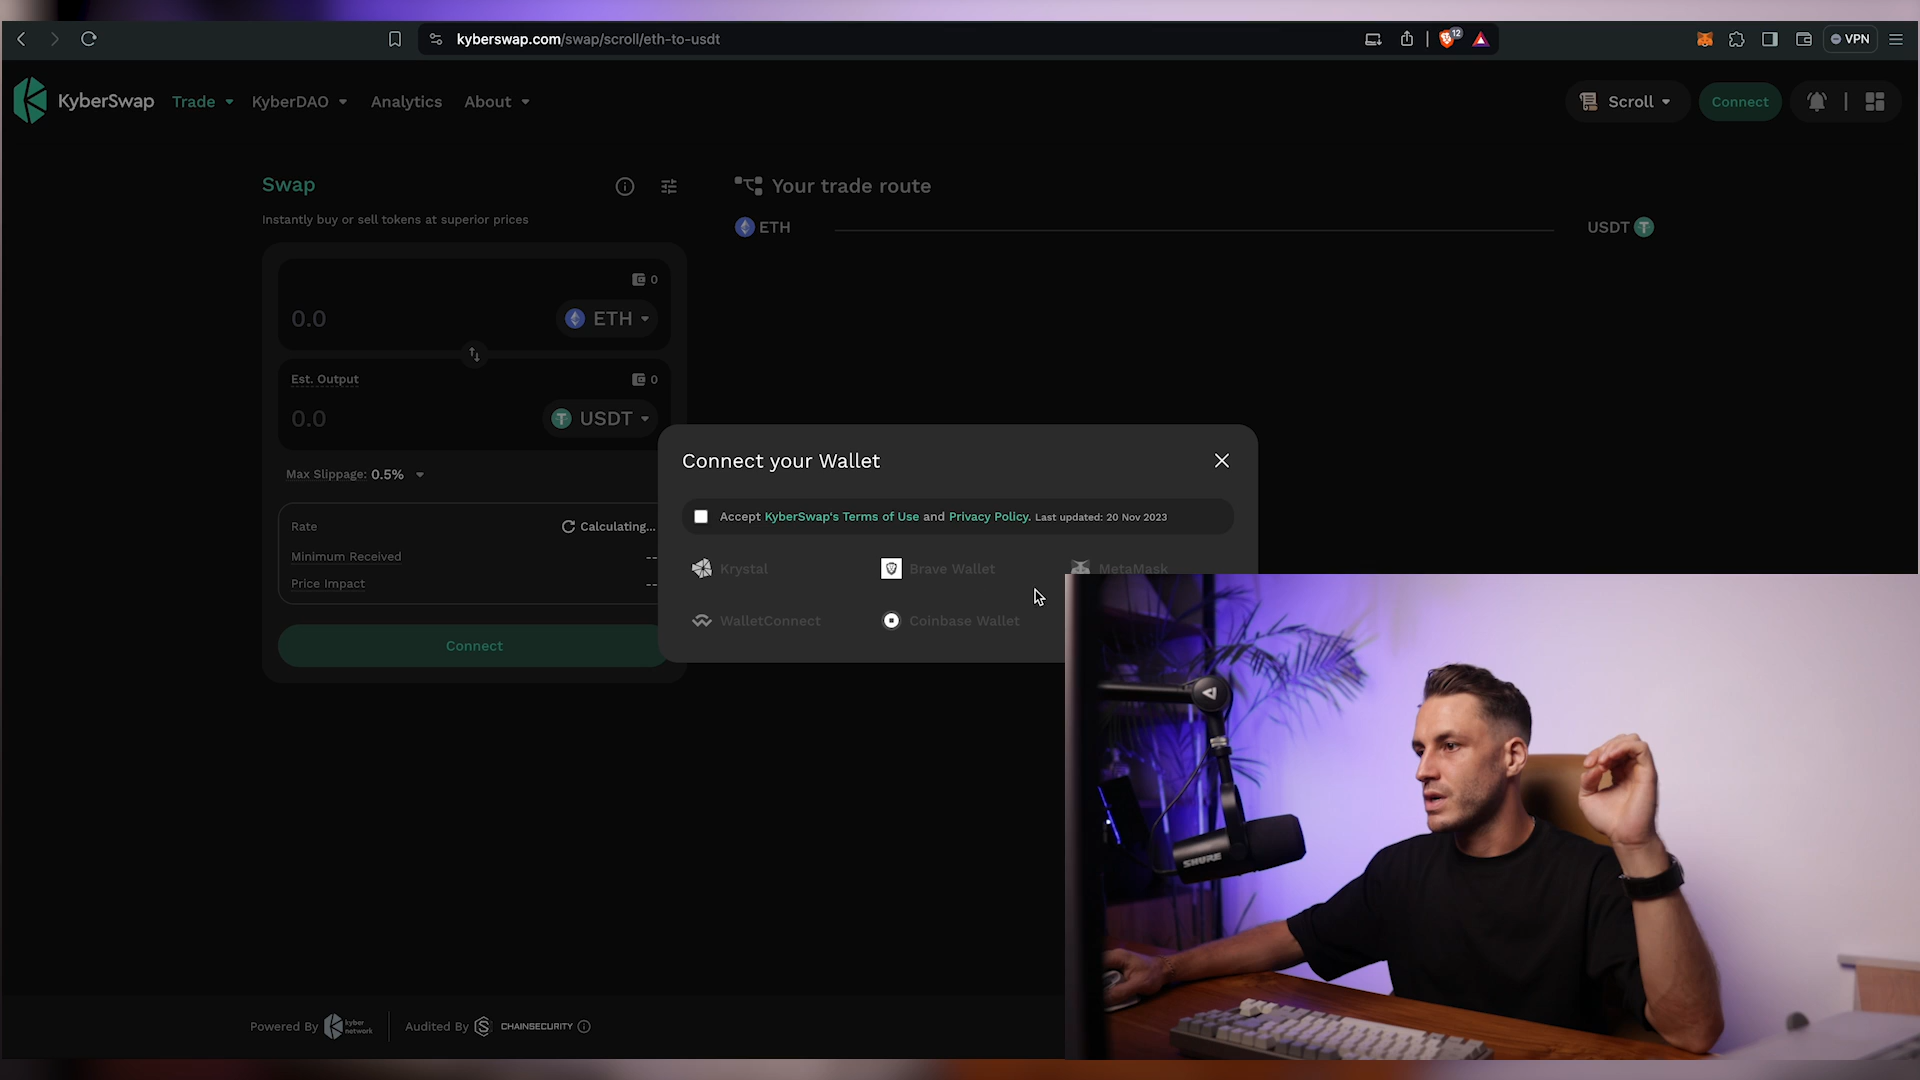 kyberswap.com/swap/scroll/eth-to-usdt
12
VPN
KyberSwap
Trade
KyberDAO
Analytics
About
Scroll
Connect
Swap
Instantly buy or sell tokens at superior prices
0
0.0
ETH
Est. Output
0
0.0
USDT
Max Slippage: 0.5%
Rate
Calculating...
Minimum Received
--
Price Impact
--
Connect
Your trade route
ETH
USDT
Connect your Wallet
Accept KyberSwap's Terms of Use and Privacy Policy. Last updated: 20 Nov 2023
Krystal
Brave Wallet
MetaMask
WalletConnect
Coinbase Wallet
SHURE
Powered By
kyber
network
Audited By
CHAINSECURITY